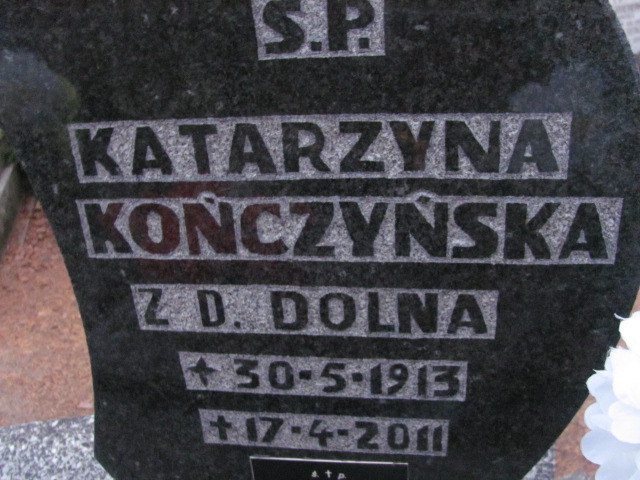 Ś.P.
KATARZYNA
KOŃCZYŃSKA
Z D. DOLNA
✦ 30-5-1913
✝ 17-4-2011